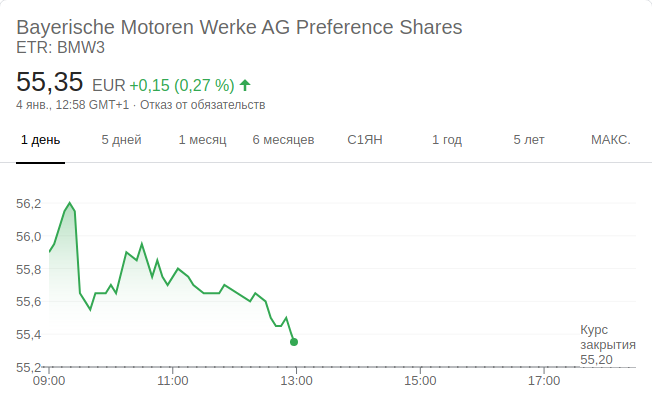 Bayerische Motoren Werke AG Preference Shares
ETR: BMW3
55,35 EUR +0,15 (0,27 %)
4 янв., 12:58 GMT+1 · Отказ от обязательств
1 день 5 дней 1 месяц 6 месяцев С1ЯН 1 год 5 лет МАКС.
56,2
56,0
55,8
55,6
55,4
55,2
Курс
закрытия
55,20
09:00 11:00 13:00 15:00 17:00